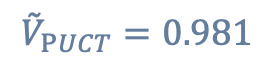 Ṽ_PUCT = 0.981